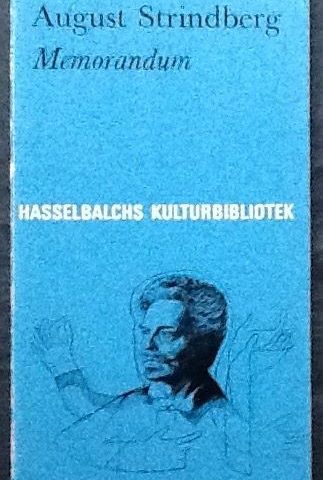 August Strindberg
Memorandum
HASSELBALCHS KULTURBIBLIOTEK